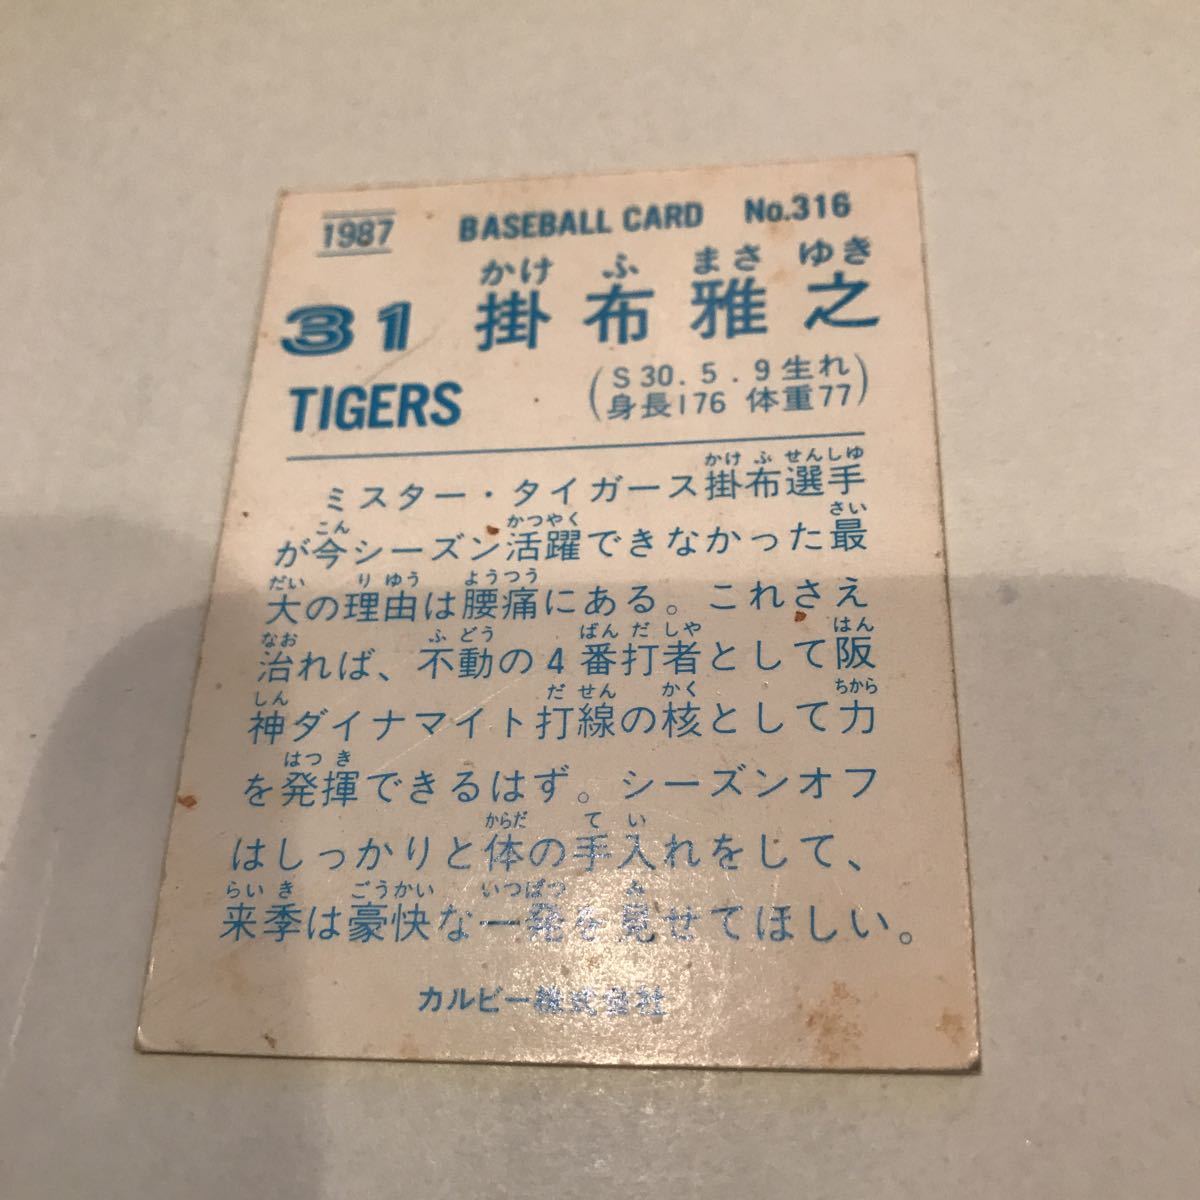 1987 BASEBALL CARD No.316
かけ ふ まさ ゆき
31 掛布雅之
TIGERS
(S30.5.9生れ
身長176 体重77)
かけ ふ せんしゆ
ミスター・タイガース掛布選手
こん かつやく さい
が今シーズン活躍できなかった最
だい り ゆう ようつう
大の理由は腰痛にある。これさえ
なお ふ どう ばん だ しや はん
治れば、不動の4番打者として阪
しん だ せん かく ちから
神ダイナマイト打線の核として力
はつ き
を発揮できるはず。シーズンオフ
からだ て い
はしっかりと体の手入れをして、
らい き ごうかい いつぱつ み
来季は豪快な一発を見せてほしい。
カルビー株式会社